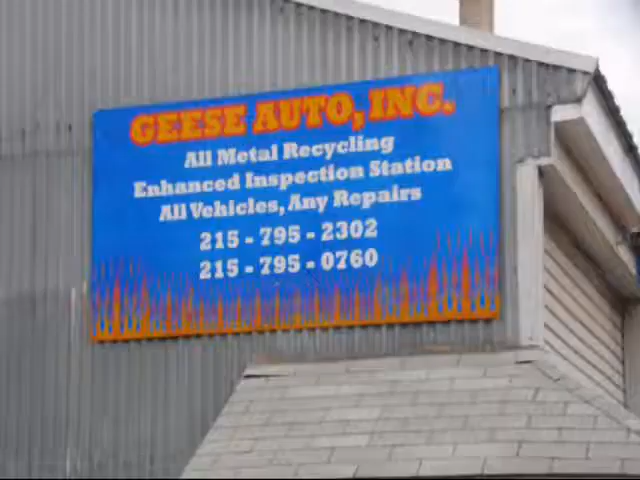 GEESE AUTO, INC.
All Metal Recycling
Enhanced Inspection Station
All Vehicles, Any Repairs
215 - 795 - 2302
215 - 795 - 0760